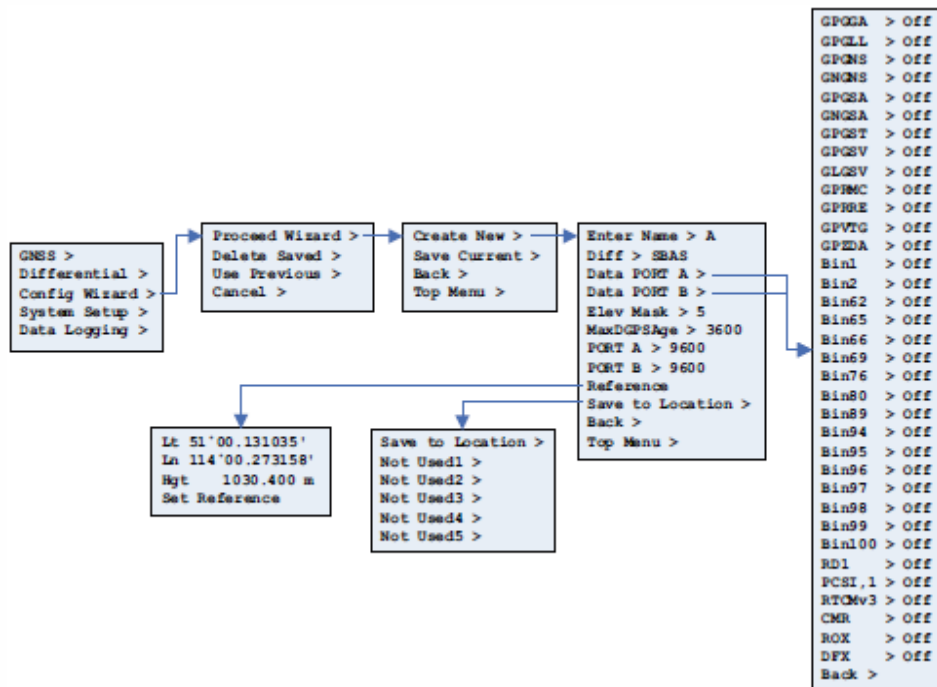 GNSS >
Differential >
Config Wizard >
System Setup >
Data Logging >
Proceed Wizard >
Delete Saved >
Use Previous >
Cancel >
Create New >
Save Current >
Back >
Top Menu >
Enter Name > A
Diff > SBAS
Data PORT A >
Data PORT B >
Elev Mask > 5
MaxDGPSAge > 3600
PORT A > 9600
PORT B > 9600
Reference
Save to Location >
Back >
Top Menu >
Lt 51°00.131035'
Ln 114°00.273158'
Hgt 1030.400 m
Set Reference
Save to Location >
Not Used1 >
Not Used2 >
Not Used3 >
Not Used4 >
Not Used5 >
GPGGA > Off
GPGLL > Off
GPGNS > Off
GNGNS > Off
GPGSA > Off
GNGSA > Off
GPGST > Off
GPGSV > Off
GLGSV > Off
GPRMC > Off
GPRRE > Off
GPVTG > Off
GPZDA > Off
Bin1 > Off
Bin2 > Off
Bin62 > Off
Bin65 > Off
Bin66 > Off
Bin69 > Off
Bin76 > Off
Bin80 > Off
Bin89 > Off
Bin94 > Off
Bin95 > Off
Bin96 > Off
Bin97 > Off
Bin98 > Off
Bin99 > Off
Bin100 > Off
RD1 > Off
PCSI,1 > Off
RTCMv3 > Off
CMR > Off
ROX > Off
DFX > Off
Back >